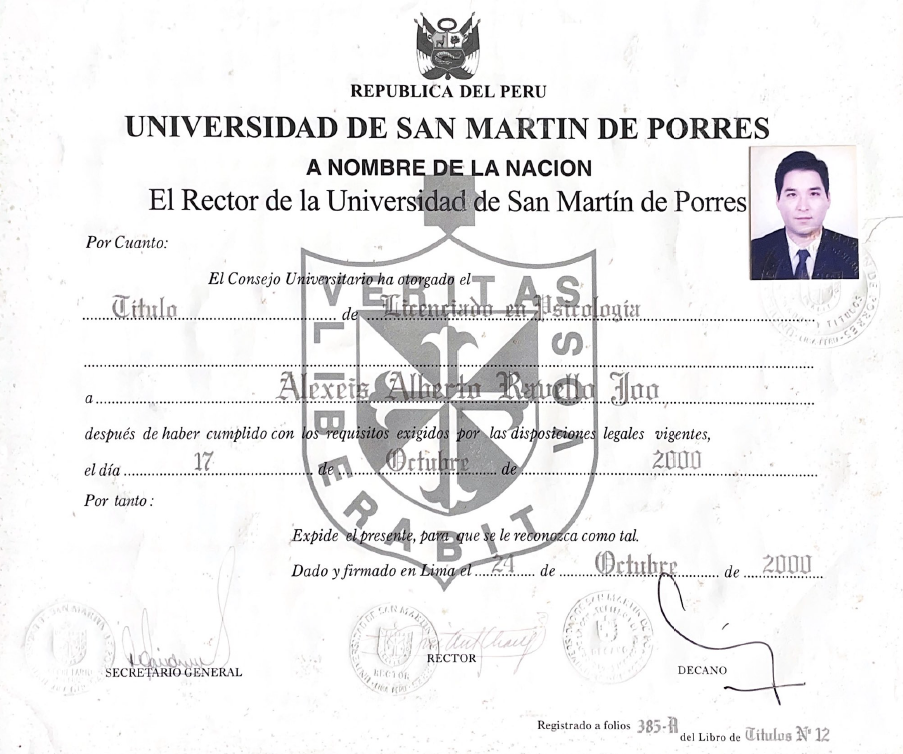 REPUBLICA DEL PERU
UNIVERSIDAD DE SAN MARTIN DE PORRES
A NOMBRE DE LA NACION
El Rector de la Universidad de San Martín de Porres
Por Cuanto:
El Consejo Universitario ha otorgado el
Titulo de Licenciado en Psicología
a Alexeis Alberto Ravello Joo
después de haber cumplido con los requisitos exigidos por las disposiciones legales vigentes,
el día 17 de Octubre de 2000
Por tanto:
Expide el presente, para que se le reconozca como tal.
Dado y firmado en Lima el 24 de Octubre de 2000
VERITAS LIBERABIT VOS
SECRETARIO GENERAL
RECTOR
DECANO
Registrado a folios 385-A del Libro de Titulos Nº 12